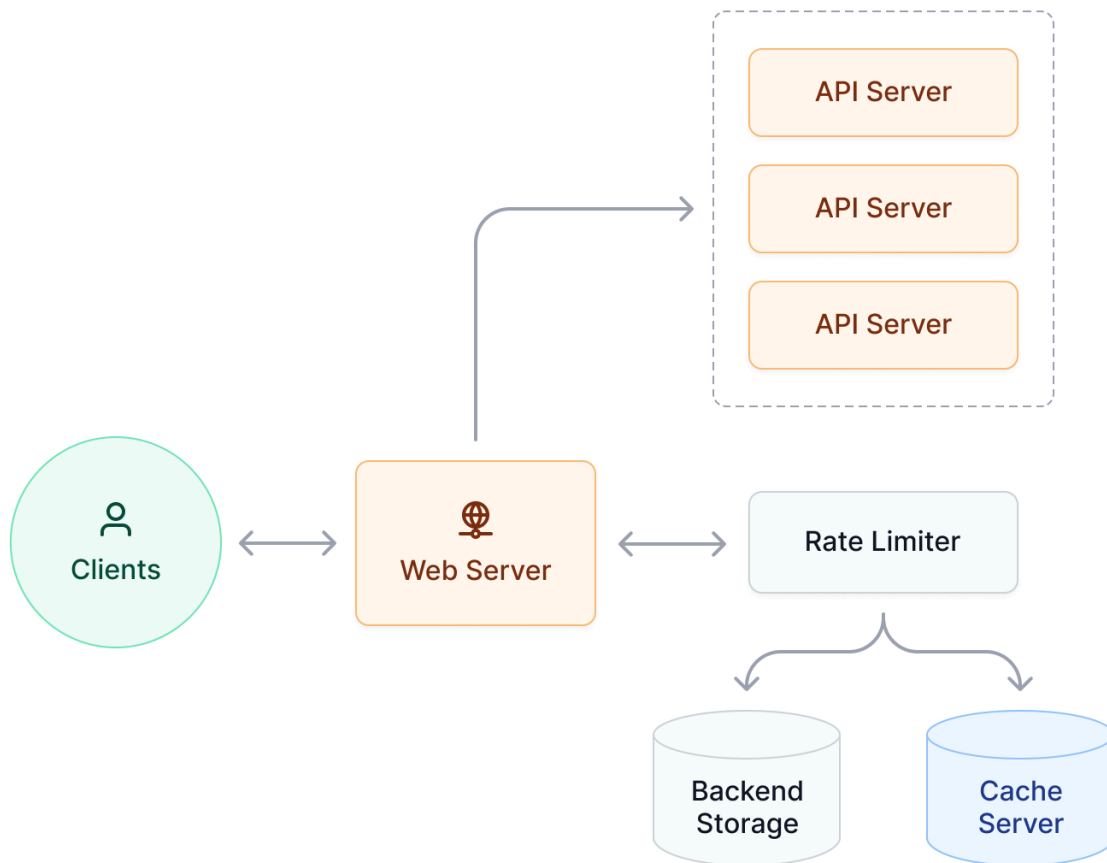 API Server
API Server
API Server
Clients
Web Server
Rate Limiter
Backend
Storage
Cache
Server